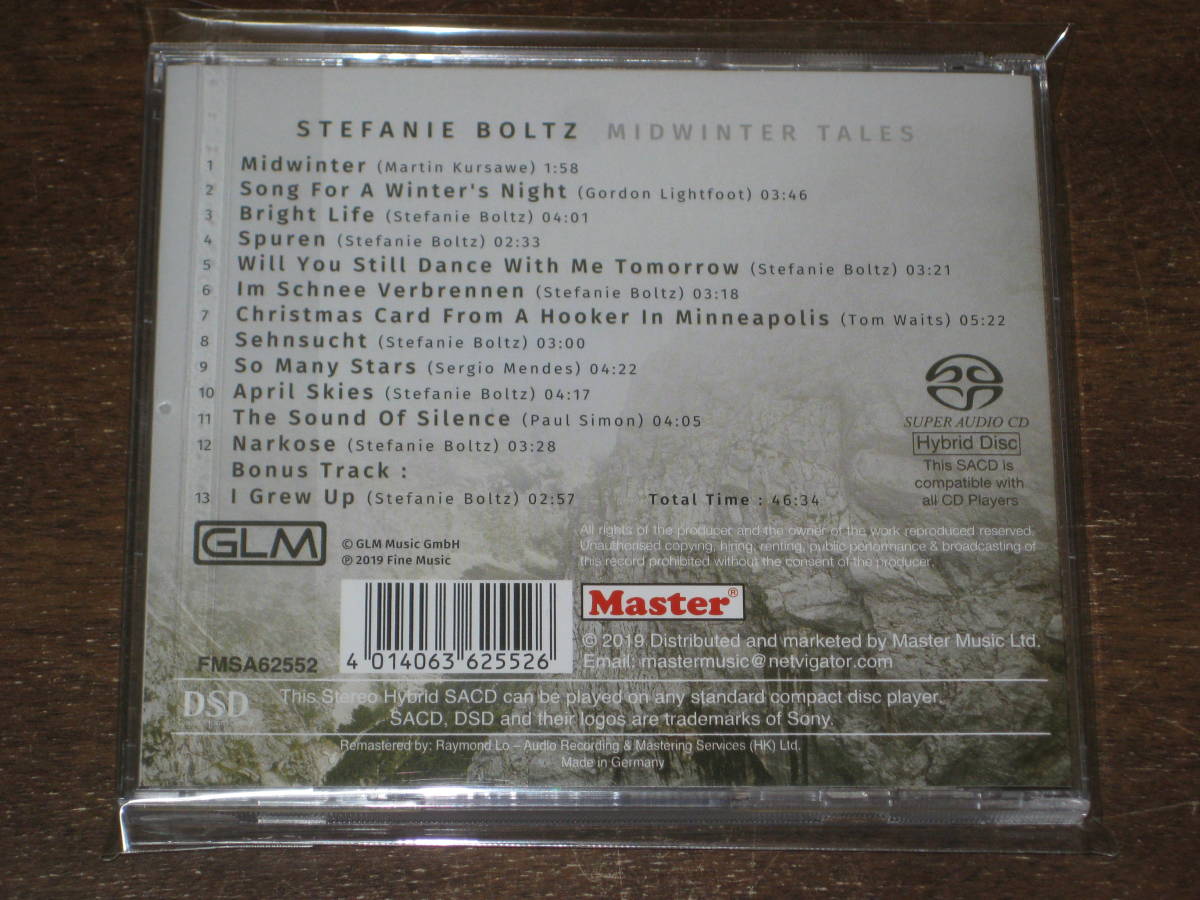 STEFANIE BOLTZ MIDWINTER TALES
1 Midwinter (Martin Kursawe) 1:58
2 Song For A Winter's Night (Gordon Lightfoot) 03:46
3 Bright Life (Stefanie Boltz) 04:01
4 Spuren (Stefanie Boltz) 02:33
5 Will You Still Dance With Me Tomorrow (Stefanie Boltz) 03:21
6 Im Schnee Verbrennen (Stefanie Boltz) 03:18
7 Christmas Card From A Hooker In Minneapolis (Tom Waits) 05:22
8 Sehnsucht (Stefanie Boltz) 03:00
9 So Many Stars (Sergio Mendes) 04:22
10 April Skies (Stefanie Boltz) 04:17
11 The Sound Of Silence (Paul Simon) 04:05
12 Narkose (Stefanie Boltz) 03:28
Bonus Track :
13 I Grew Up (Stefanie Boltz) 02:57 Total Time : 46:34
SUPER AUDIO CD
Hybrid Disc
This SACD is
compatible with
all CD Players
GLM
© GLM Music GmbH
℗ 2019 Fine Music
All rights of the producer and the owner of the work reproduced reserved.
Unauthorised copying, hiring, renting, public performance & broadcasting of
this record prohibited without the consent of the producer.
FMSA62552
4 014063 625526
Master®
© 2019 Distributed and marketed by Master Music Ltd.
Email: mastermusic@netvigator.com
DSD
This Stereo Hybrid SACD can be played on any standard compact disc player.
SACD, DSD and their logos are trademarks of Sony.
Remastered by: Raymond Lo – Audio Recording & Mastering Services (HK) Ltd.
Made in Germany